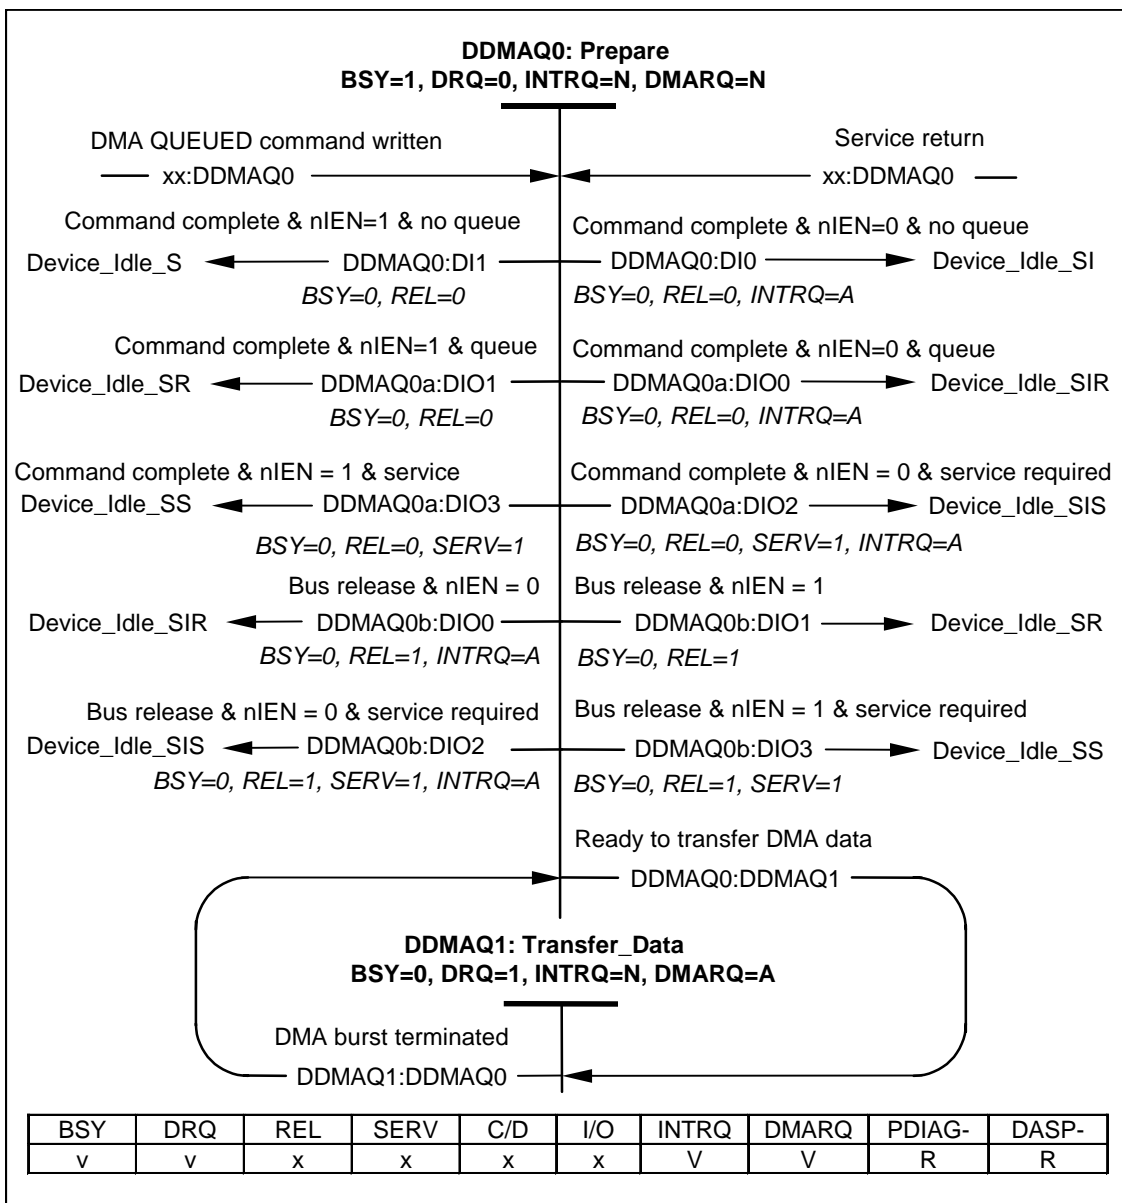 DDMAQ0: Prepare
BSY=1, DRQ=0, INTRQ=N, DMARQ=N
DMA QUEUED command written
xx:DDMAQ0
Service return
xx:DDMAQ0
Command complete & nIEN=1 & no queue
Device_Idle_S DDMAQ0:DI1
BSY=0, REL=0
Command complete & nIEN=0 & no queue
DDMAQ0:DI0 Device_Idle_SI
BSY=0, REL=0, INTRQ=A
Command complete & nIEN=1 & queue
Device_Idle_SR DDMAQ0a:DIO1
BSY=0, REL=0
Command complete & nIEN=0 & queue
DDMAQ0a:DIO0 Device_Idle_SIR
BSY=0, REL=0, INTRQ=A
Command complete & nIEN = 1 & service
Device_Idle_SS DDMAQ0a:DIO3
BSY=0, REL=0, SERV=1
Command complete & nIEN = 0 & service required
DDMAQ0a:DIO2 Device_Idle_SIS
BSY=0, REL=0, SERV=1, INTRQ=A
Bus release & nIEN = 0
Device_Idle_SIR DDMAQ0b:DIO0
BSY=0, REL=1, INTRQ=A
Bus release & nIEN = 1
DDMAQ0b:DIO1 Device_Idle_SR
BSY=0, REL=1
Bus release & nIEN = 0 & service required
Device_Idle_SIS DDMAQ0b:DIO2
BSY=0, REL=1, SERV=1, INTRQ=A
Bus release & nIEN = 1 & service required
DDMAQ0b:DIO3 Device_Idle_SS
BSY=0, REL=1, SERV=1
Ready to transfer DMA data
DDMAQ0:DDMAQ1
DDMAQ1: Transfer_Data
BSY=0, DRQ=1, INTRQ=N, DMARQ=A
DMA burst terminated
DDMAQ1:DDMAQ0
BSY DRQ REL SERV C/D I/O INTRQ DMARQ PDIAG- DASP-
v v x x x x V V R R